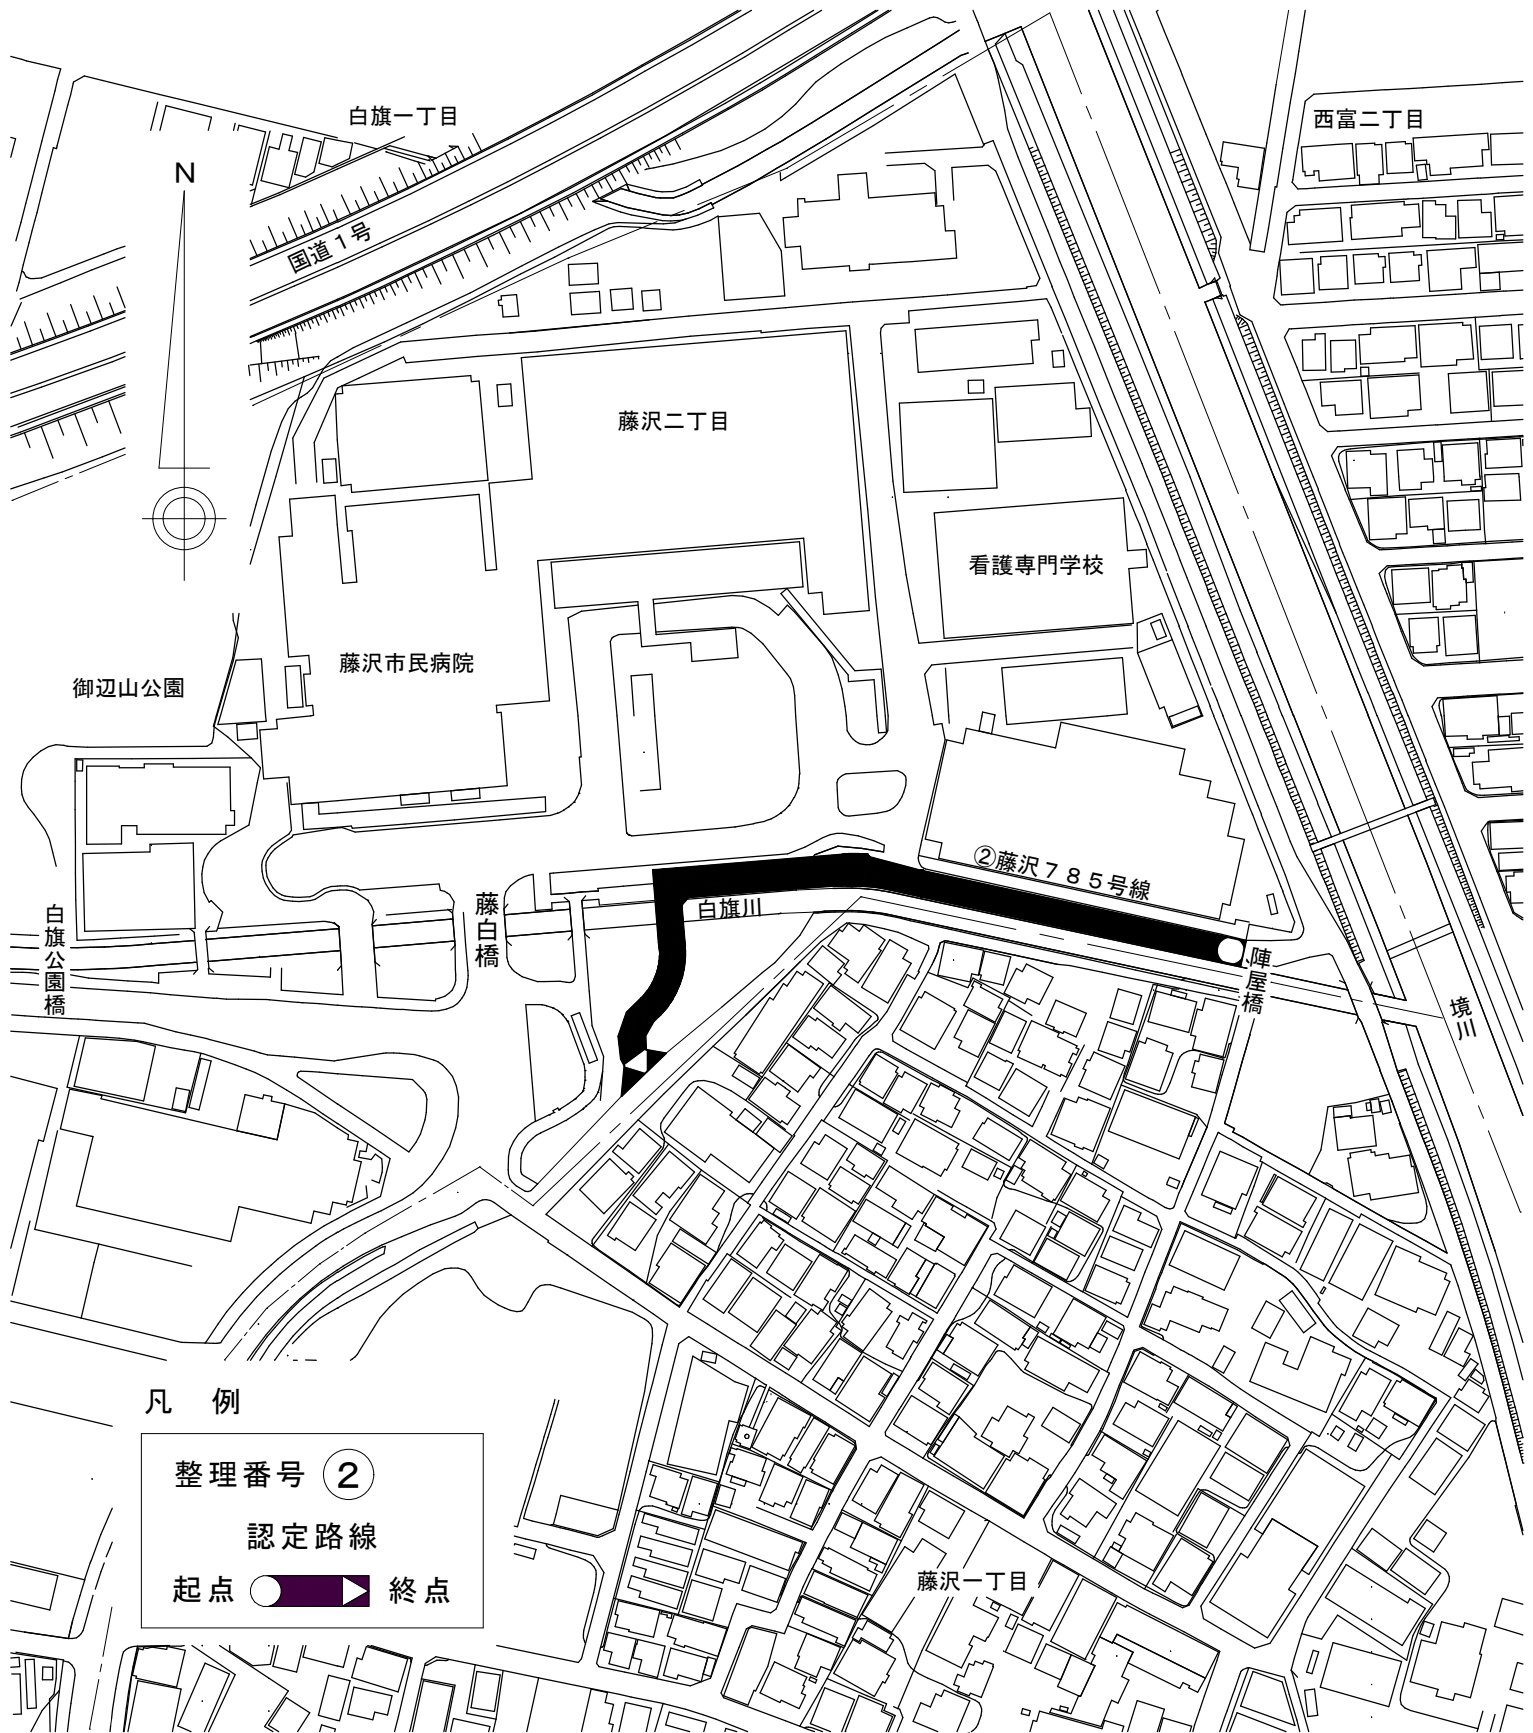 白旗一丁目
西富二丁目
N
国道1号
藤沢二丁目
看護専門学校
藤沢市民病院
御辺山公園
②藤沢785号線
白旗川
藤白橋
白旗公園橋
陣屋橋
境川
凡 例
整理番号 ②
認定路線
起点 終点
藤沢一丁目